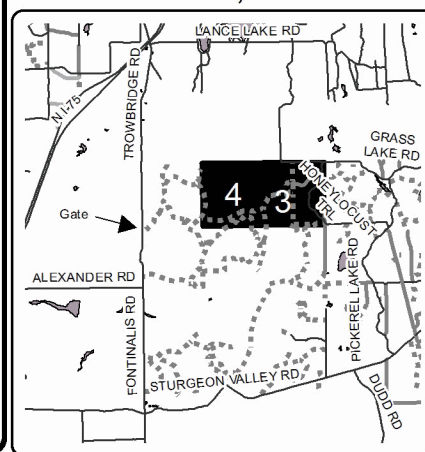 LANCE LAKE RD
TROWBRIDGE RD
N I-75
GRASS
LAKE RD
HONEYLOCUST
TRL
4
3
Gate
PICKEREL LAKE RD
ALEXANDER RD
FONTINALIS RD
STURGEON VALLEY RD
DUDD RD